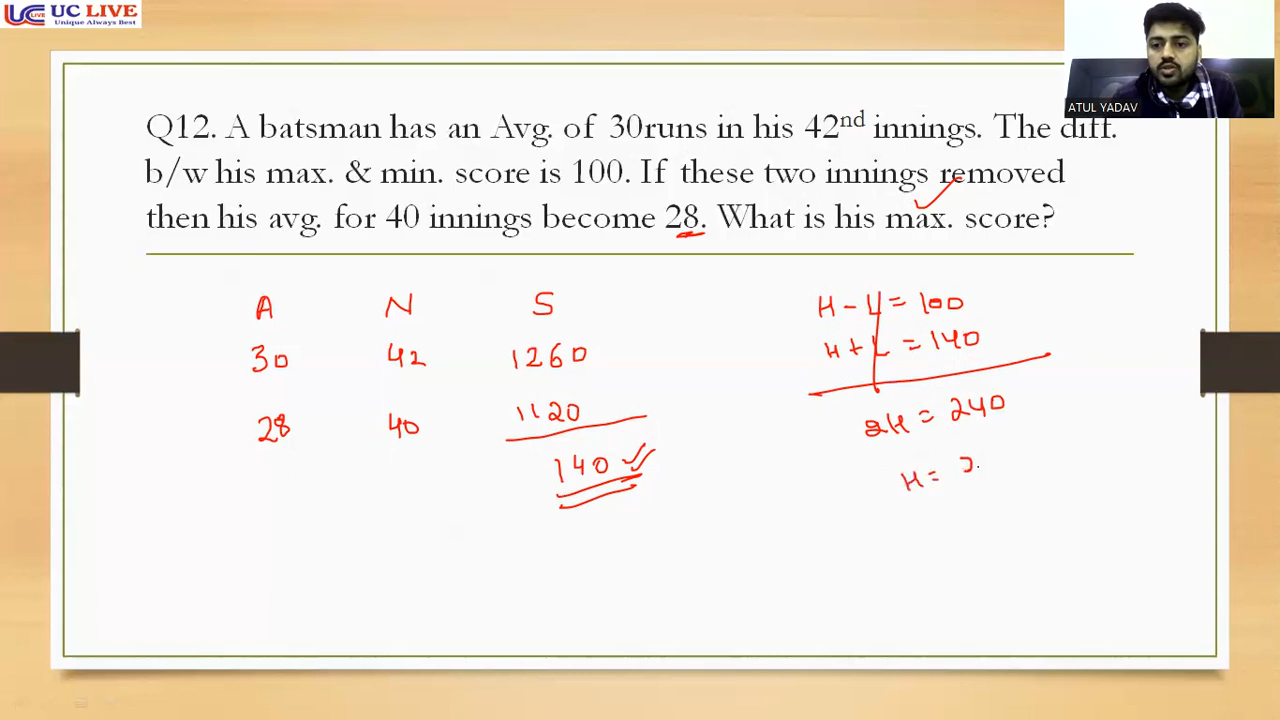 UC LIVE
Unique Always Best
ATUL YADAV
Q12. A batsman has an Avg. of 30runs in his 42nd innings. The diff.
b/w his max. & min. score is 100. If these two innings removed
then his avg. for 40 innings become 28. What is his max. score?
A N S
30 42 1260
28 40 1120
140
H - L = 100
H + L = 140
2H = 240
H =